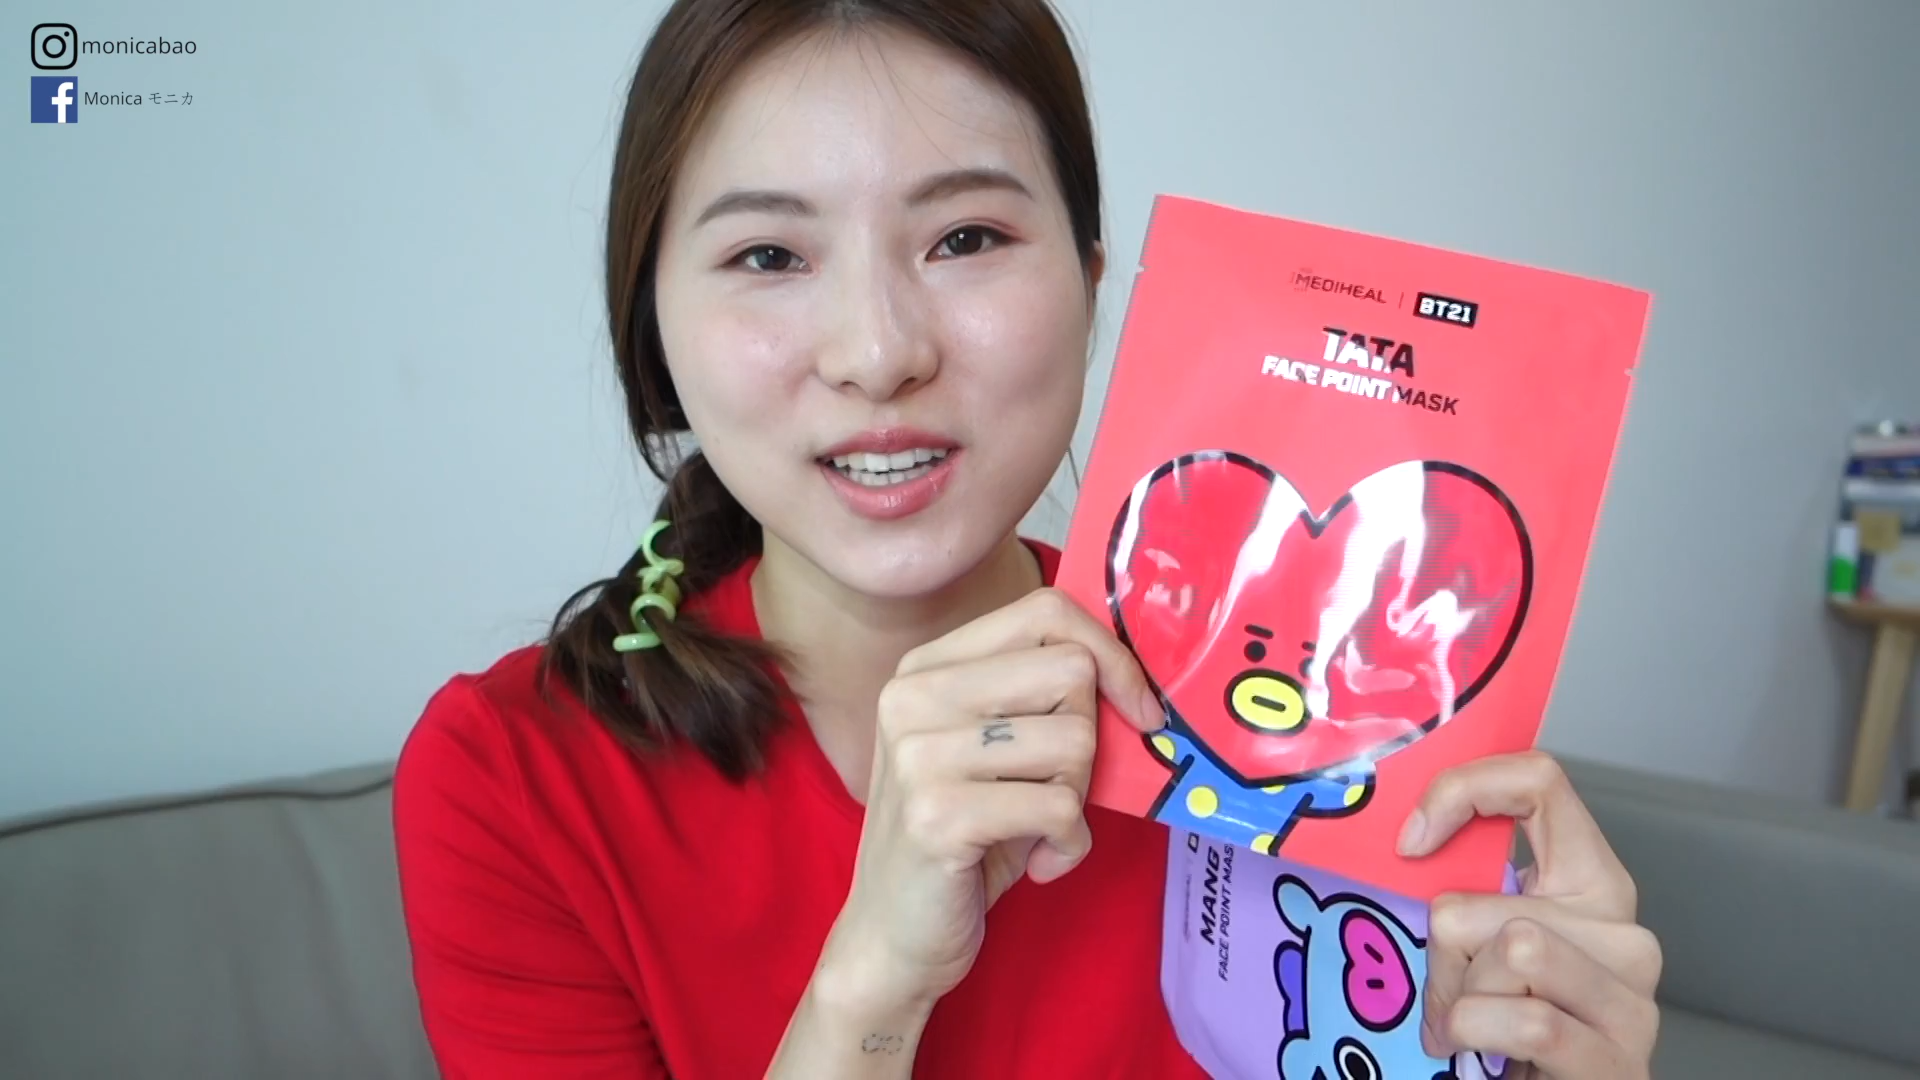 monicabao
Monica モニカ
MEDIHEAL | BT21
TATA
FACE POINT MASK
MANG
FACE POINT MASK